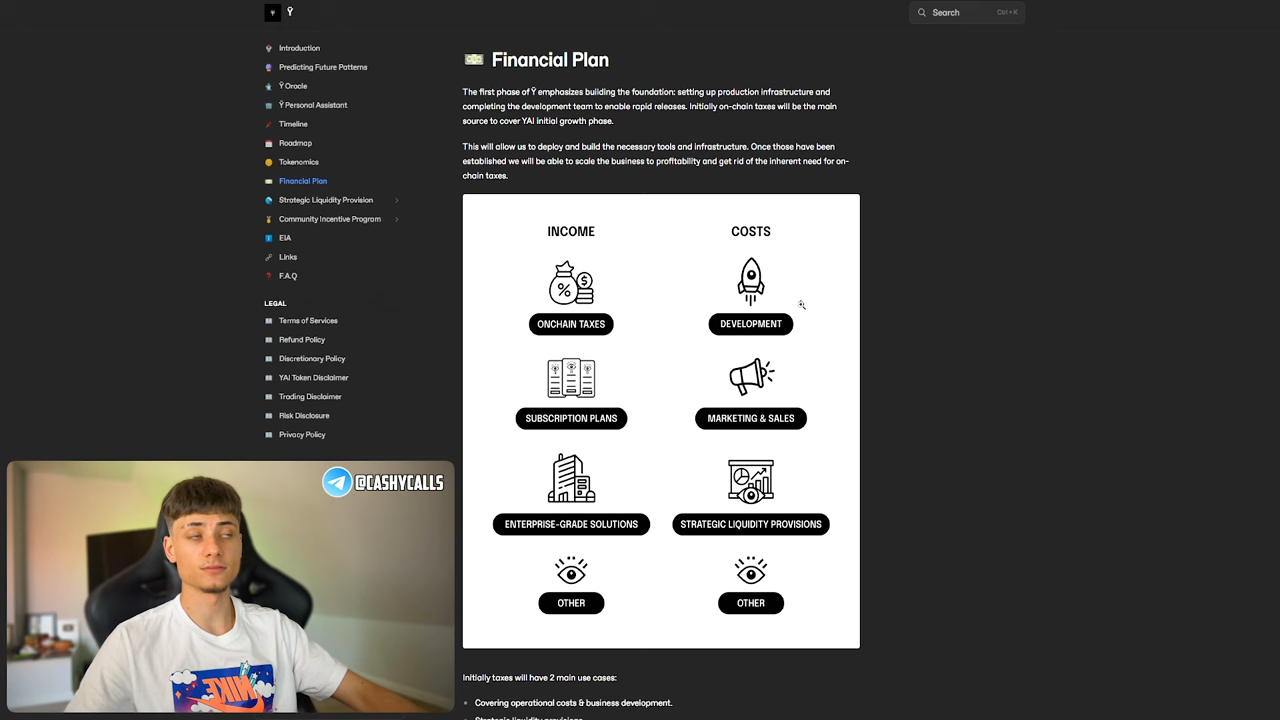 Ÿ
Search
Ctrl + K
Introduction
Predicting Future Patterns
Ÿ Oracle
Ÿ Personal Assistant
Timeline
Roadmap
Tokenomics
Financial Plan
Strategic Liquidity Provision
Community Incentive Program
EIA
Links
F.A.Q
LEGAL
Terms of Services
Refund Policy
Discretionary Policy
YAI Token Disclaimer
Trading Disclaimer
Risk Disclosure
Privacy Policy
Financial Plan
The first phase of Ÿ emphasizes building the foundation: setting up production infrastructure and
completing the development team to enable rapid releases. Initially on-chain taxes will be the main
source to cover YAI initial growth phase.
This will allow us to deploy and build the necessary tools and infrastructure. Once those have been
established we will be able to scale the business to profitability and get rid of the inherent need for on-
chain taxes.
INCOME
COSTS
ONCHAIN TAXES
DEVELOPMENT
SUBSCRIPTION PLANS
MARKETING & SALES
ENTERPRISE-GRADE SOLUTIONS
STRATEGIC LIQUIDITY PROVISIONS
OTHER
OTHER
Initially taxes will have 2 main use cases:
Covering operational costs & business development.
Strategic liquidity provisions
@CASHYCALLS
NIKE